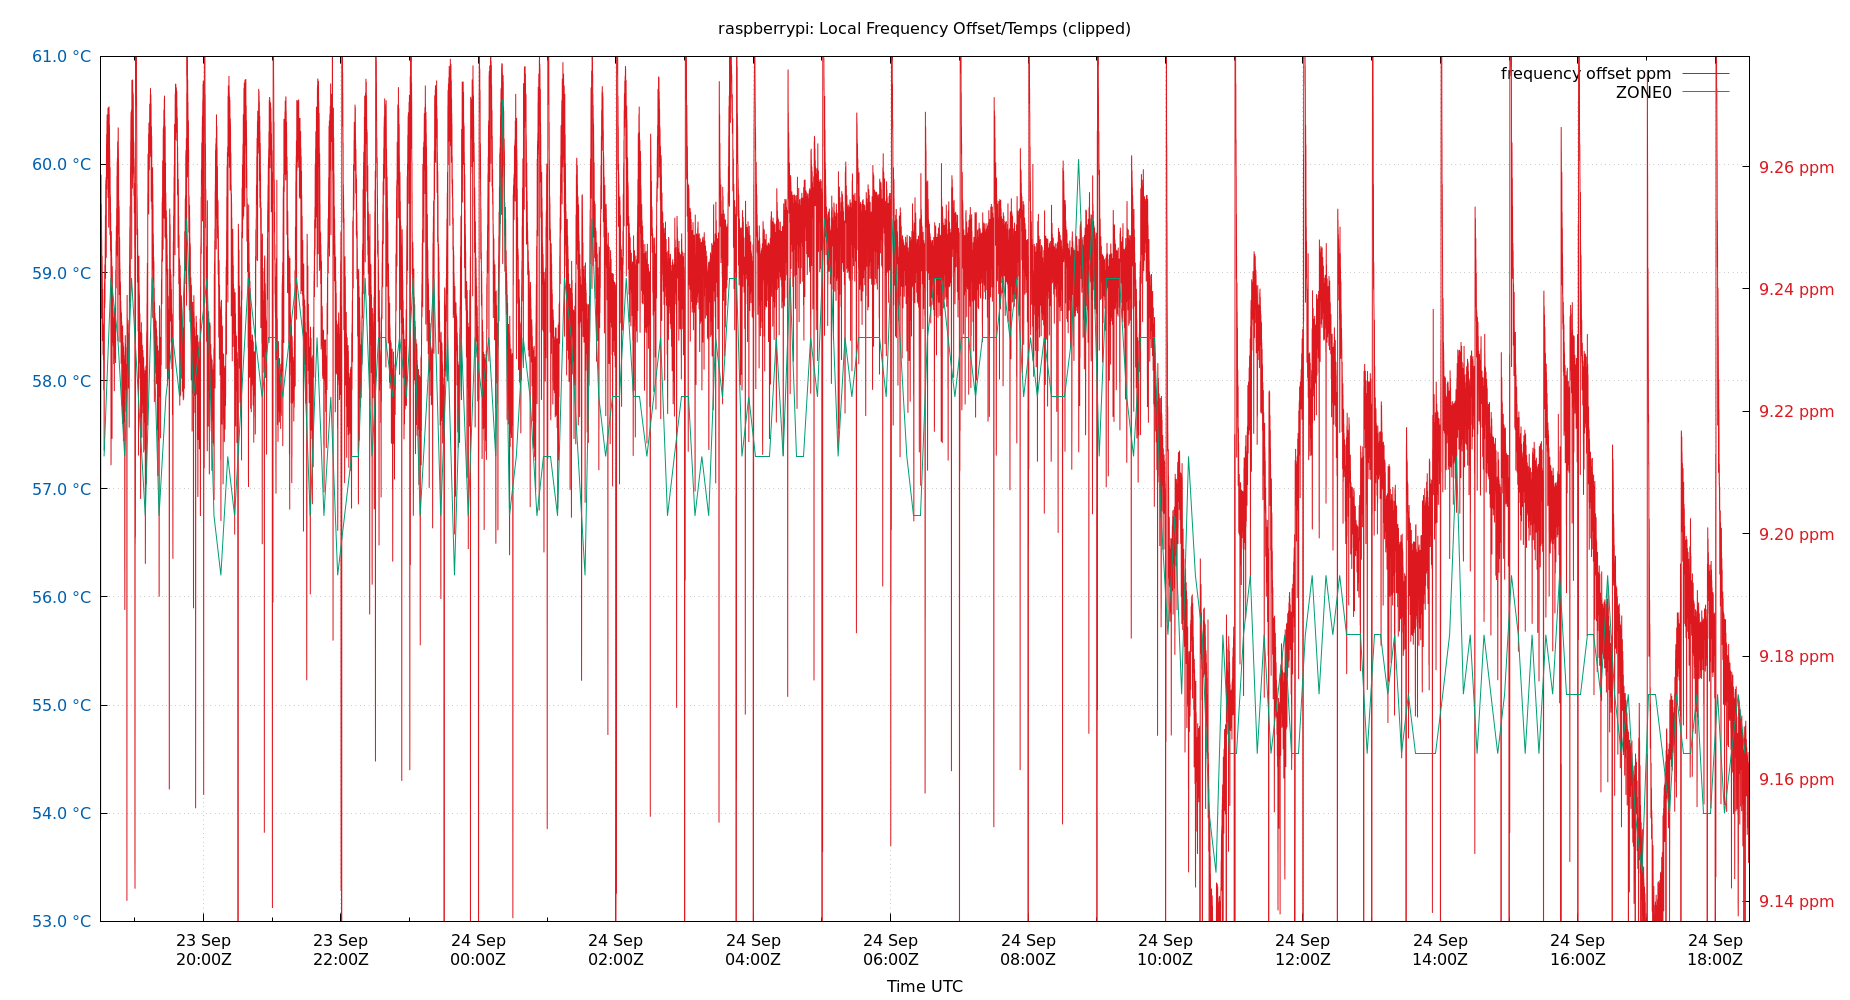 raspberrypi: Local Frequency Offset/Temps (clipped)
frequency offset ppm
ZONE0
61.0 °C
60.0 °C
59.0 °C
58.0 °C
57.0 °C
56.0 °C
55.0 °C
54.0 °C
53.0 °C
9.26 ppm
9.24 ppm
9.22 ppm
9.20 ppm
9.18 ppm
9.16 ppm
9.14 ppm
23 Sep 23 Sep 24 Sep 24 Sep 24 Sep 24 Sep 24 Sep 24 Sep 24 Sep 24 Sep 24 Sep 24 Sep
20:00Z 22:00Z 00:00Z 02:00Z 04:00Z 06:00Z 08:00Z 10:00Z 12:00Z 14:00Z 16:00Z 18:00Z
Time UTC